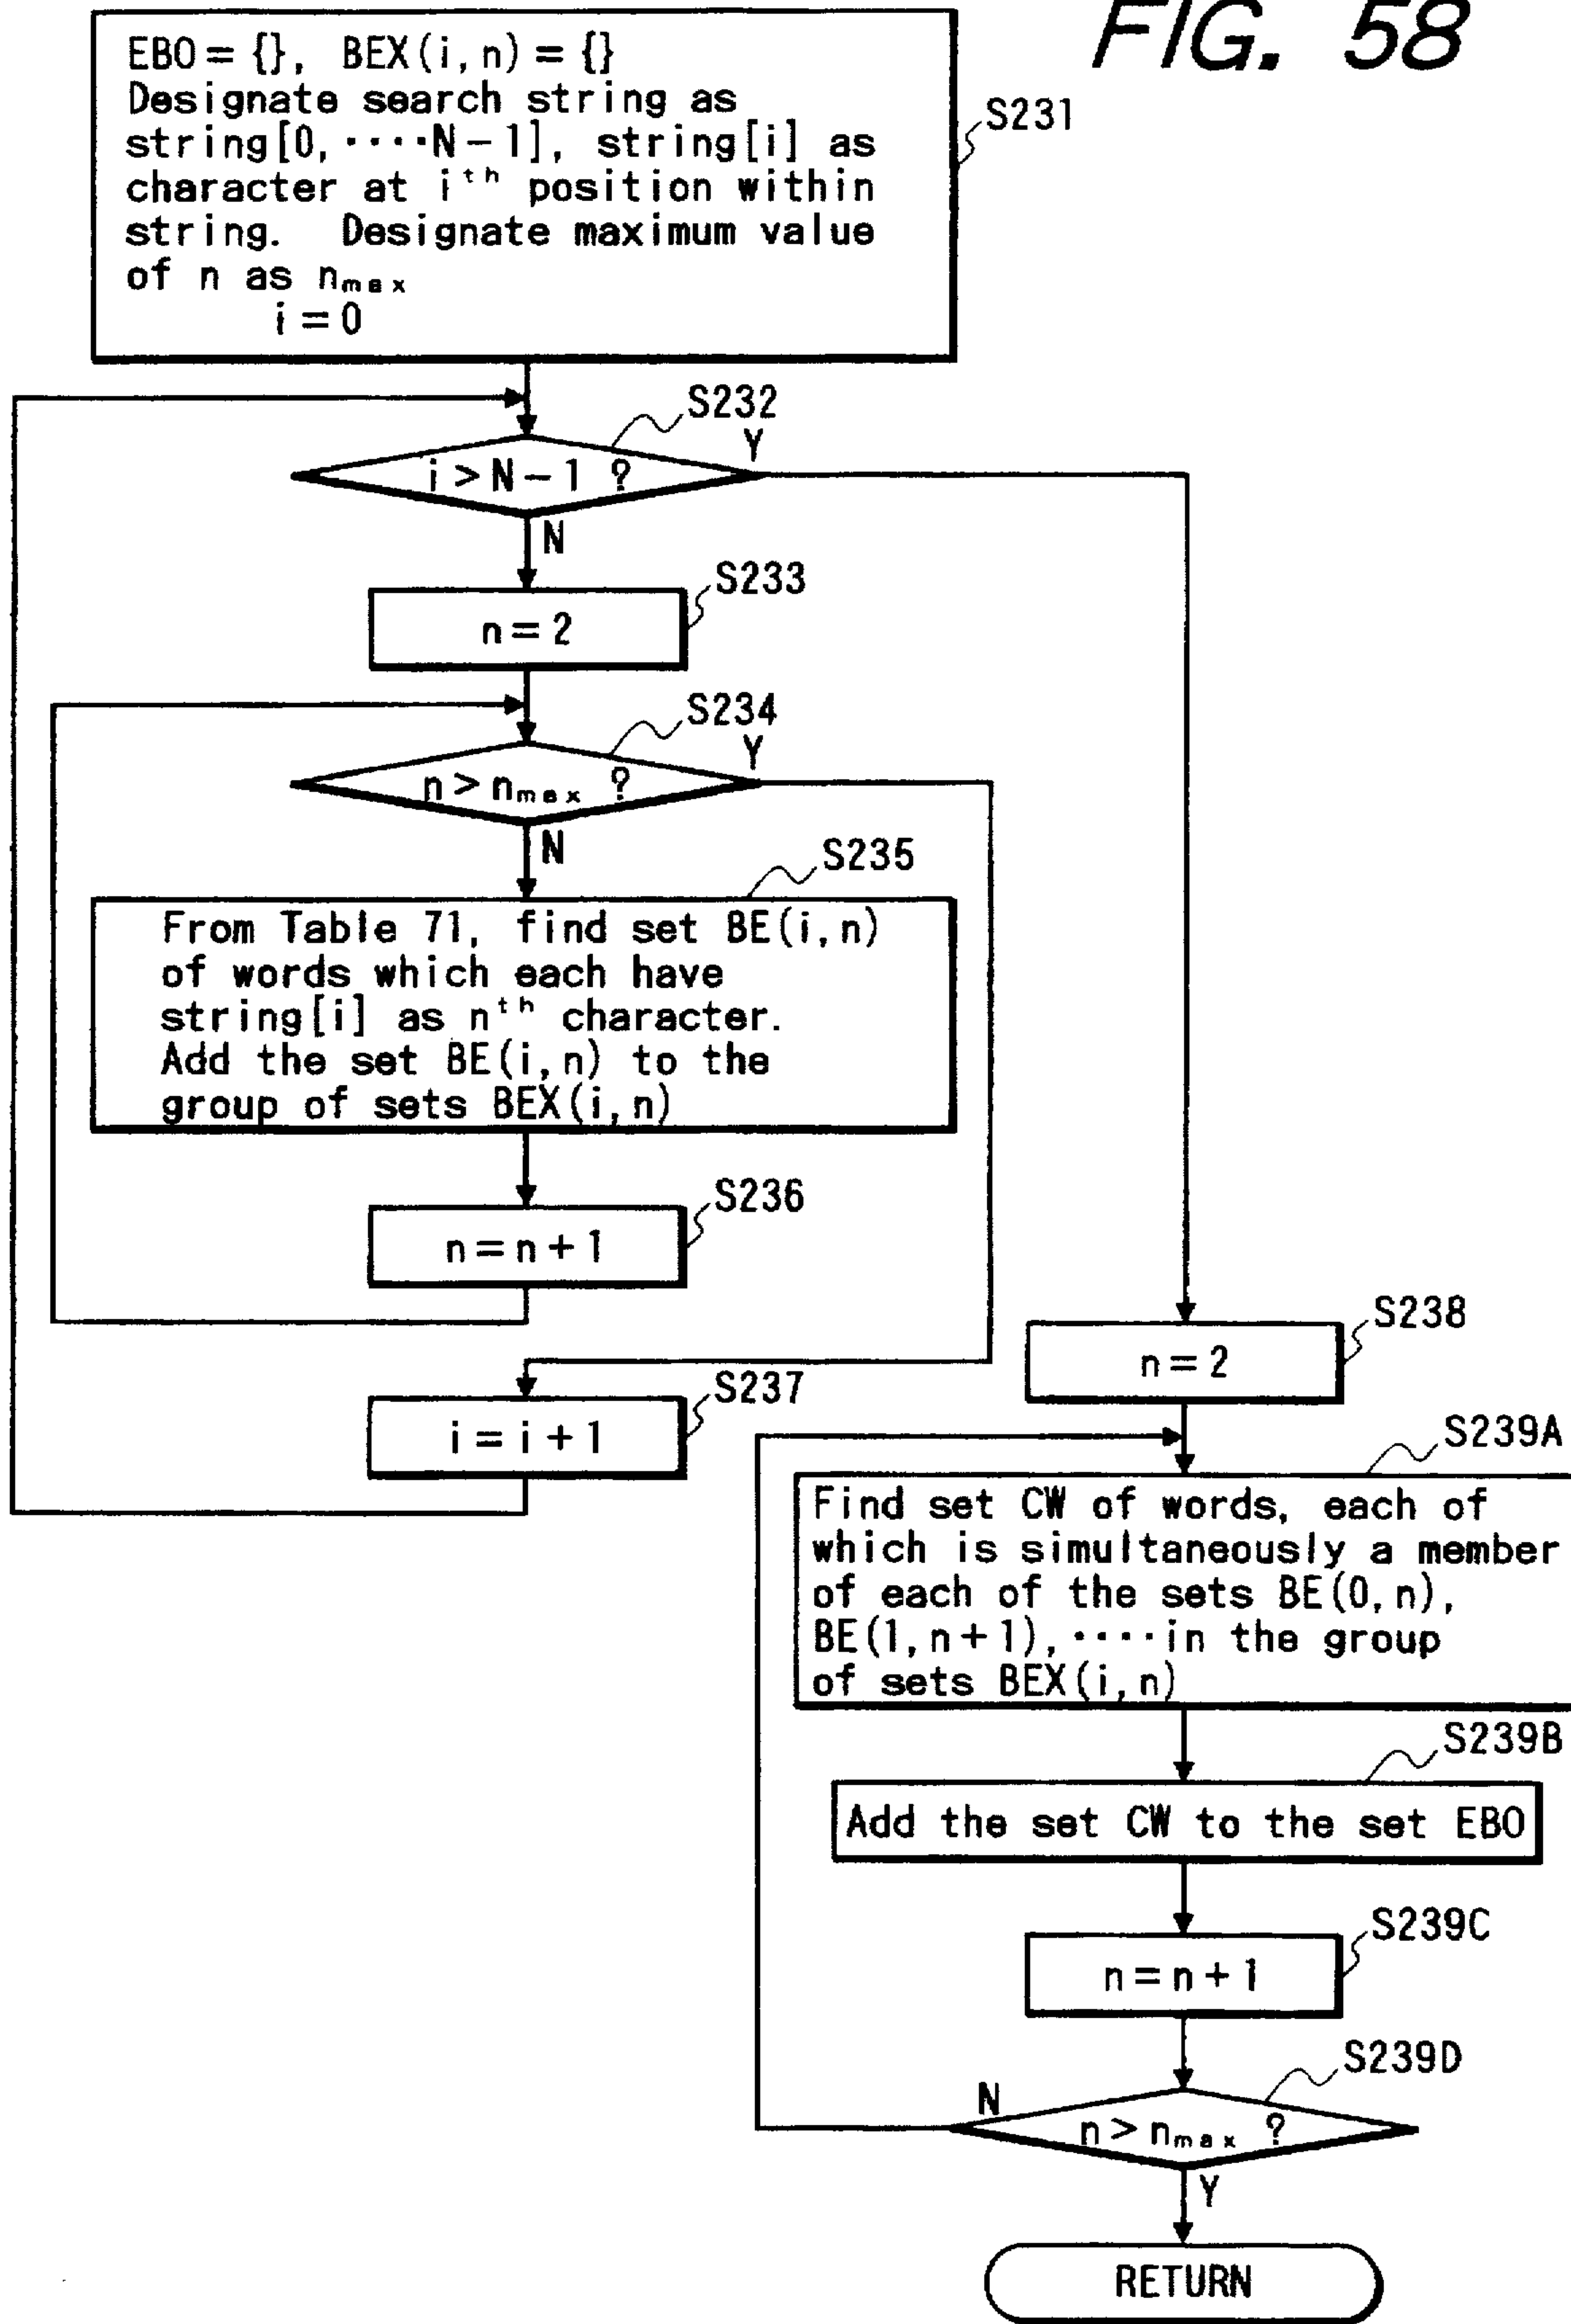 FIG. 58
EBO = {}, BEX(i, n) = {}
Designate search string as
string[0, ····N-1], string[i] as
character at iᵗʰ position within
string. Designate maximum value
of n as nₘₐₓ
i = 0
S231
S232
i > N-1 ?
Y
N
S233
n = 2
S234
n > nₘₐₓ ?
Y
N
S235
From Table 71, find set BE(i, n)
of words which each have
string[i] as nᵗʰ character.
Add the set BE(i, n) to the
group of sets BEX(i, n)
S236
n = n + 1
S237
i = i + 1
S238
n = 2
S239A
Find set CW of words, each of
which is simultaneously a member
of each of the sets BE(0, n),
BE(1, n+1), ····in the group
of sets BEX(i, n)
S239B
Add the set CW to the set EBO
S239C
n = n + 1
S239D
N
n > nₘₐₓ ?
Y
RETURN